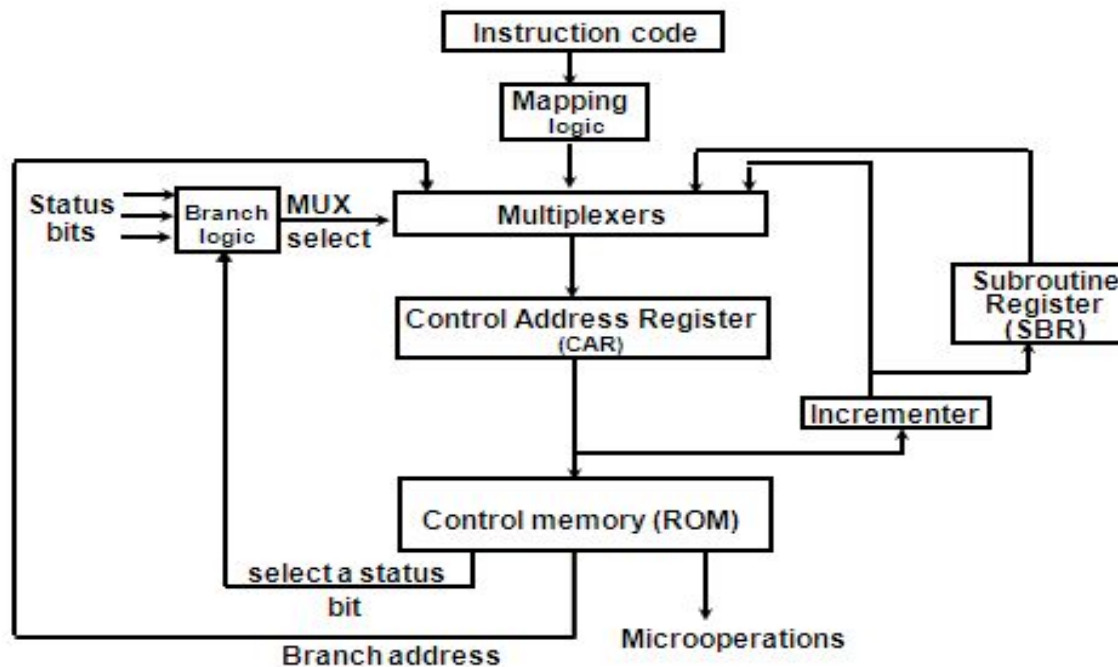 Instruction code
Mapping
logic
Status
bits
Branch
logic
MUX
select
Multiplexers
Subroutine
Register
(SBR)
Control Address Register
(CAR)
Incrementer
Control memory (ROM)
select a status
bit
Microoperations
Branch address